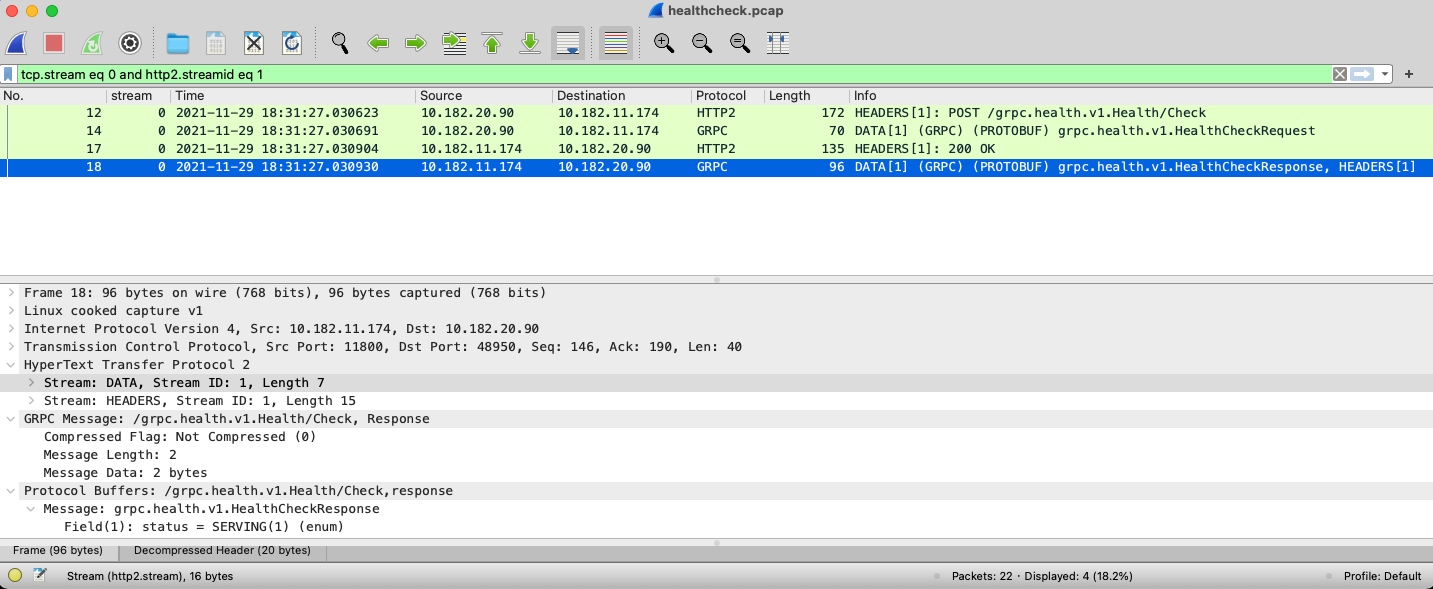 healthcheck.pcap
tcp.stream eq 0 and http2.streamid eq 1
No. stream Time Source Destination Protocol Length Info
12 0 2021-11-29 18:31:27.030623 10.182.20.90 10.182.11.174 HTTP2 172 HEADERS[1]: POST /grpc.health.v1.Health/Check
14 0 2021-11-29 18:31:27.030691 10.182.20.90 10.182.11.174 GRPC 70 DATA[1] (GRPC) (PROTOBUF) grpc.health.v1.HealthCheckRequest
17 0 2021-11-29 18:31:27.030904 10.182.11.174 10.182.20.90 HTTP2 135 HEADERS[1]: 200 OK
18 0 2021-11-29 18:31:27.030930 10.182.11.174 10.182.20.90 GRPC 96 DATA[1] (GRPC) (PROTOBUF) grpc.health.v1.HealthCheckResponse, HEADERS[1]
Frame 18: 96 bytes on wire (768 bits), 96 bytes captured (768 bits)
Linux cooked capture v1
Internet Protocol Version 4, Src: 10.182.11.174, Dst: 10.182.20.90
Transmission Control Protocol, Src Port: 11800, Dst Port: 48950, Seq: 146, Ack: 190, Len: 40
HyperText Transfer Protocol 2
Stream: DATA, Stream ID: 1, Length 7
Stream: HEADERS, Stream ID: 1, Length 15
GRPC Message: /grpc.health.v1.Health/Check, Response
Compressed Flag: Not Compressed (0)
Message Length: 2
Message Data: 2 bytes
Protocol Buffers: /grpc.health.v1.Health/Check,response
Message: grpc.health.v1.HealthCheckResponse
Field(1): status = SERVING(1) (enum)
Frame (96 bytes) Decompressed Header (20 bytes)
Stream (http2.stream), 16 bytes Packets: 22 · Displayed: 4 (18.2%) Profile: Default